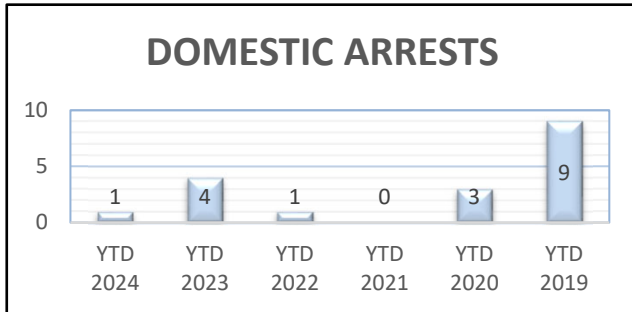 DOMESTIC ARRESTS
10
5
0
1
4
1
0
3
9
YTD 2024
YTD 2023
YTD 2022
YTD 2021
YTD 2020
YTD 2019